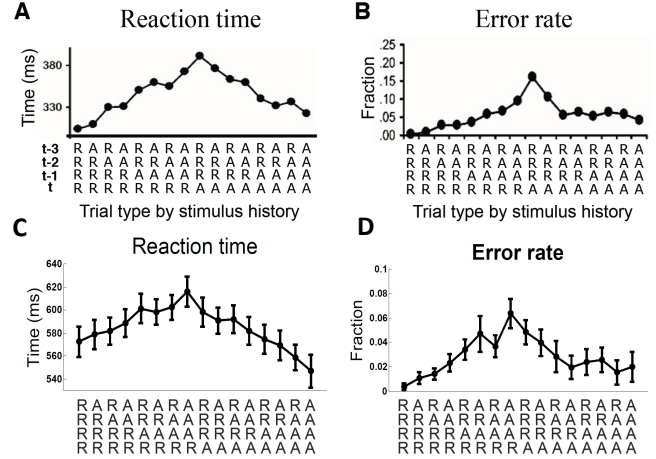 A
Reaction time
Time (ms)
380
330
t-3 R A R A R A R A R A R A R A R A
t-2 R R A A R R A A R R A A R R A A
t-1 R R R R A A A A R R R R A A A A
t R R R R R R R R A A A A A A A A
Trial type by stimulus history
B
Error rate
Fraction
.25
.20
.15
.10
.05
.00
R A R A R A R A R A R A R A R A
R R A A R R A A R R A A R R A A
R R R R A A A A R R R R A A A A
R R R R R R R R A A A A A A A A
Trial type by stimulus history
C
Reaction time
Time (ms)
640
620
600
580
560
540
R A R A R A R A R A R A R A R A
R R A A R R A A R R A A R R A A
R R R R A A A A R R R R A A A A
R R R R R R R R A A A A A A A A
D
Error rate
Fraction
0.1
0.08
0.06
0.04
0.02
0
R A R A R A R A R A R A R A R A
R R A A R R A A R R A A R R A A
R R R R A A A A R R R R A A A A
R R R R R R R R A A A A A A A A